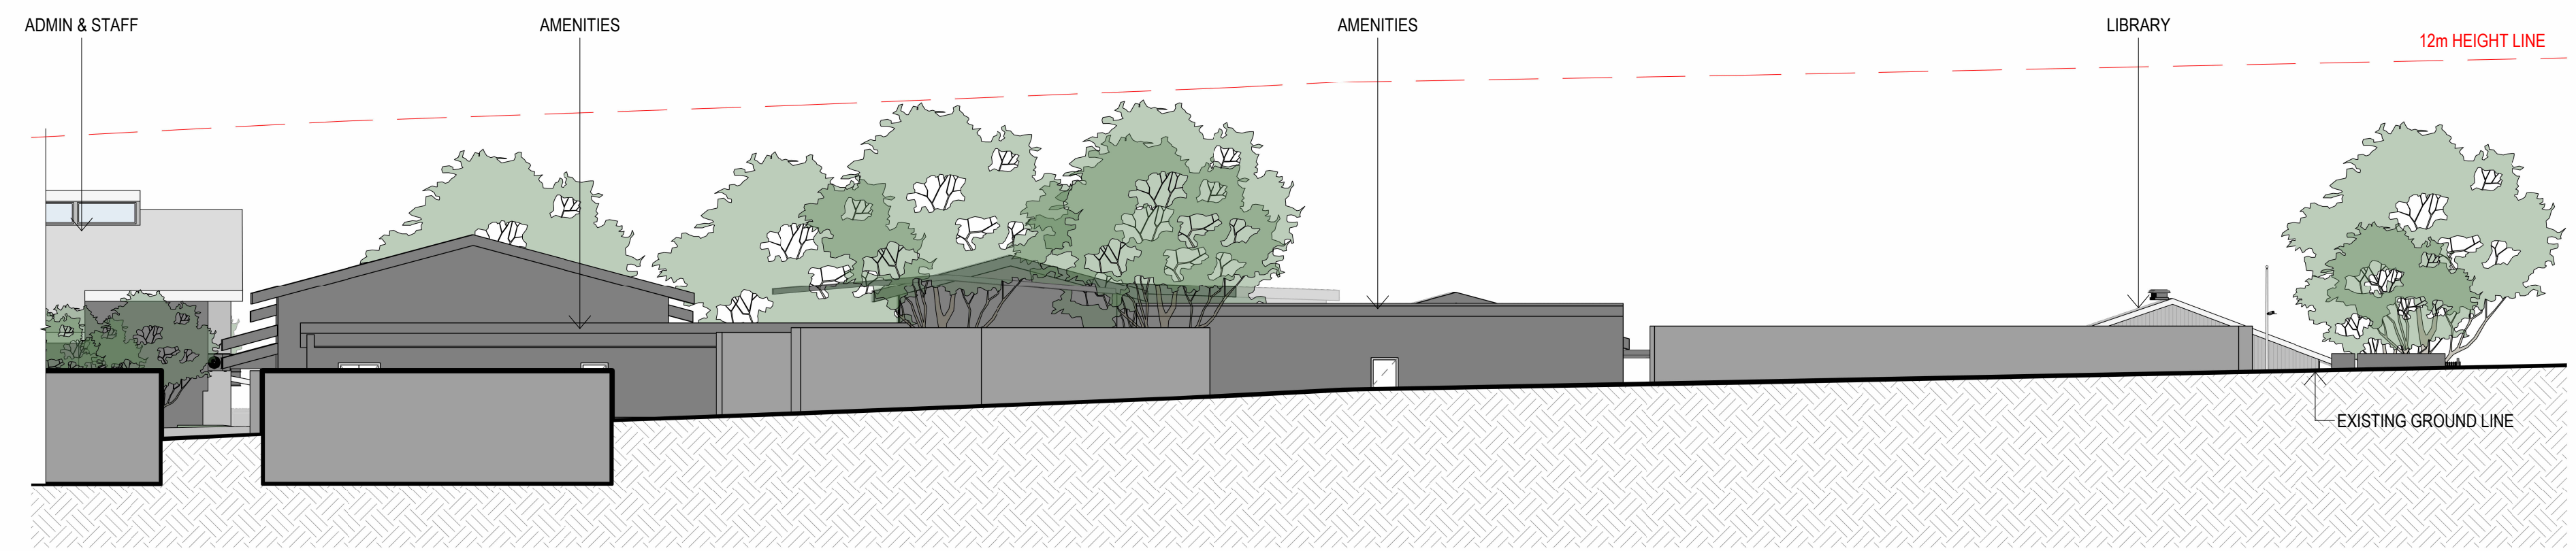 ADMIN & STAFF
AMENITIES
AMENITIES
LIBRARY
12m HEIGHT LINE
EXISTING GROUND LINE